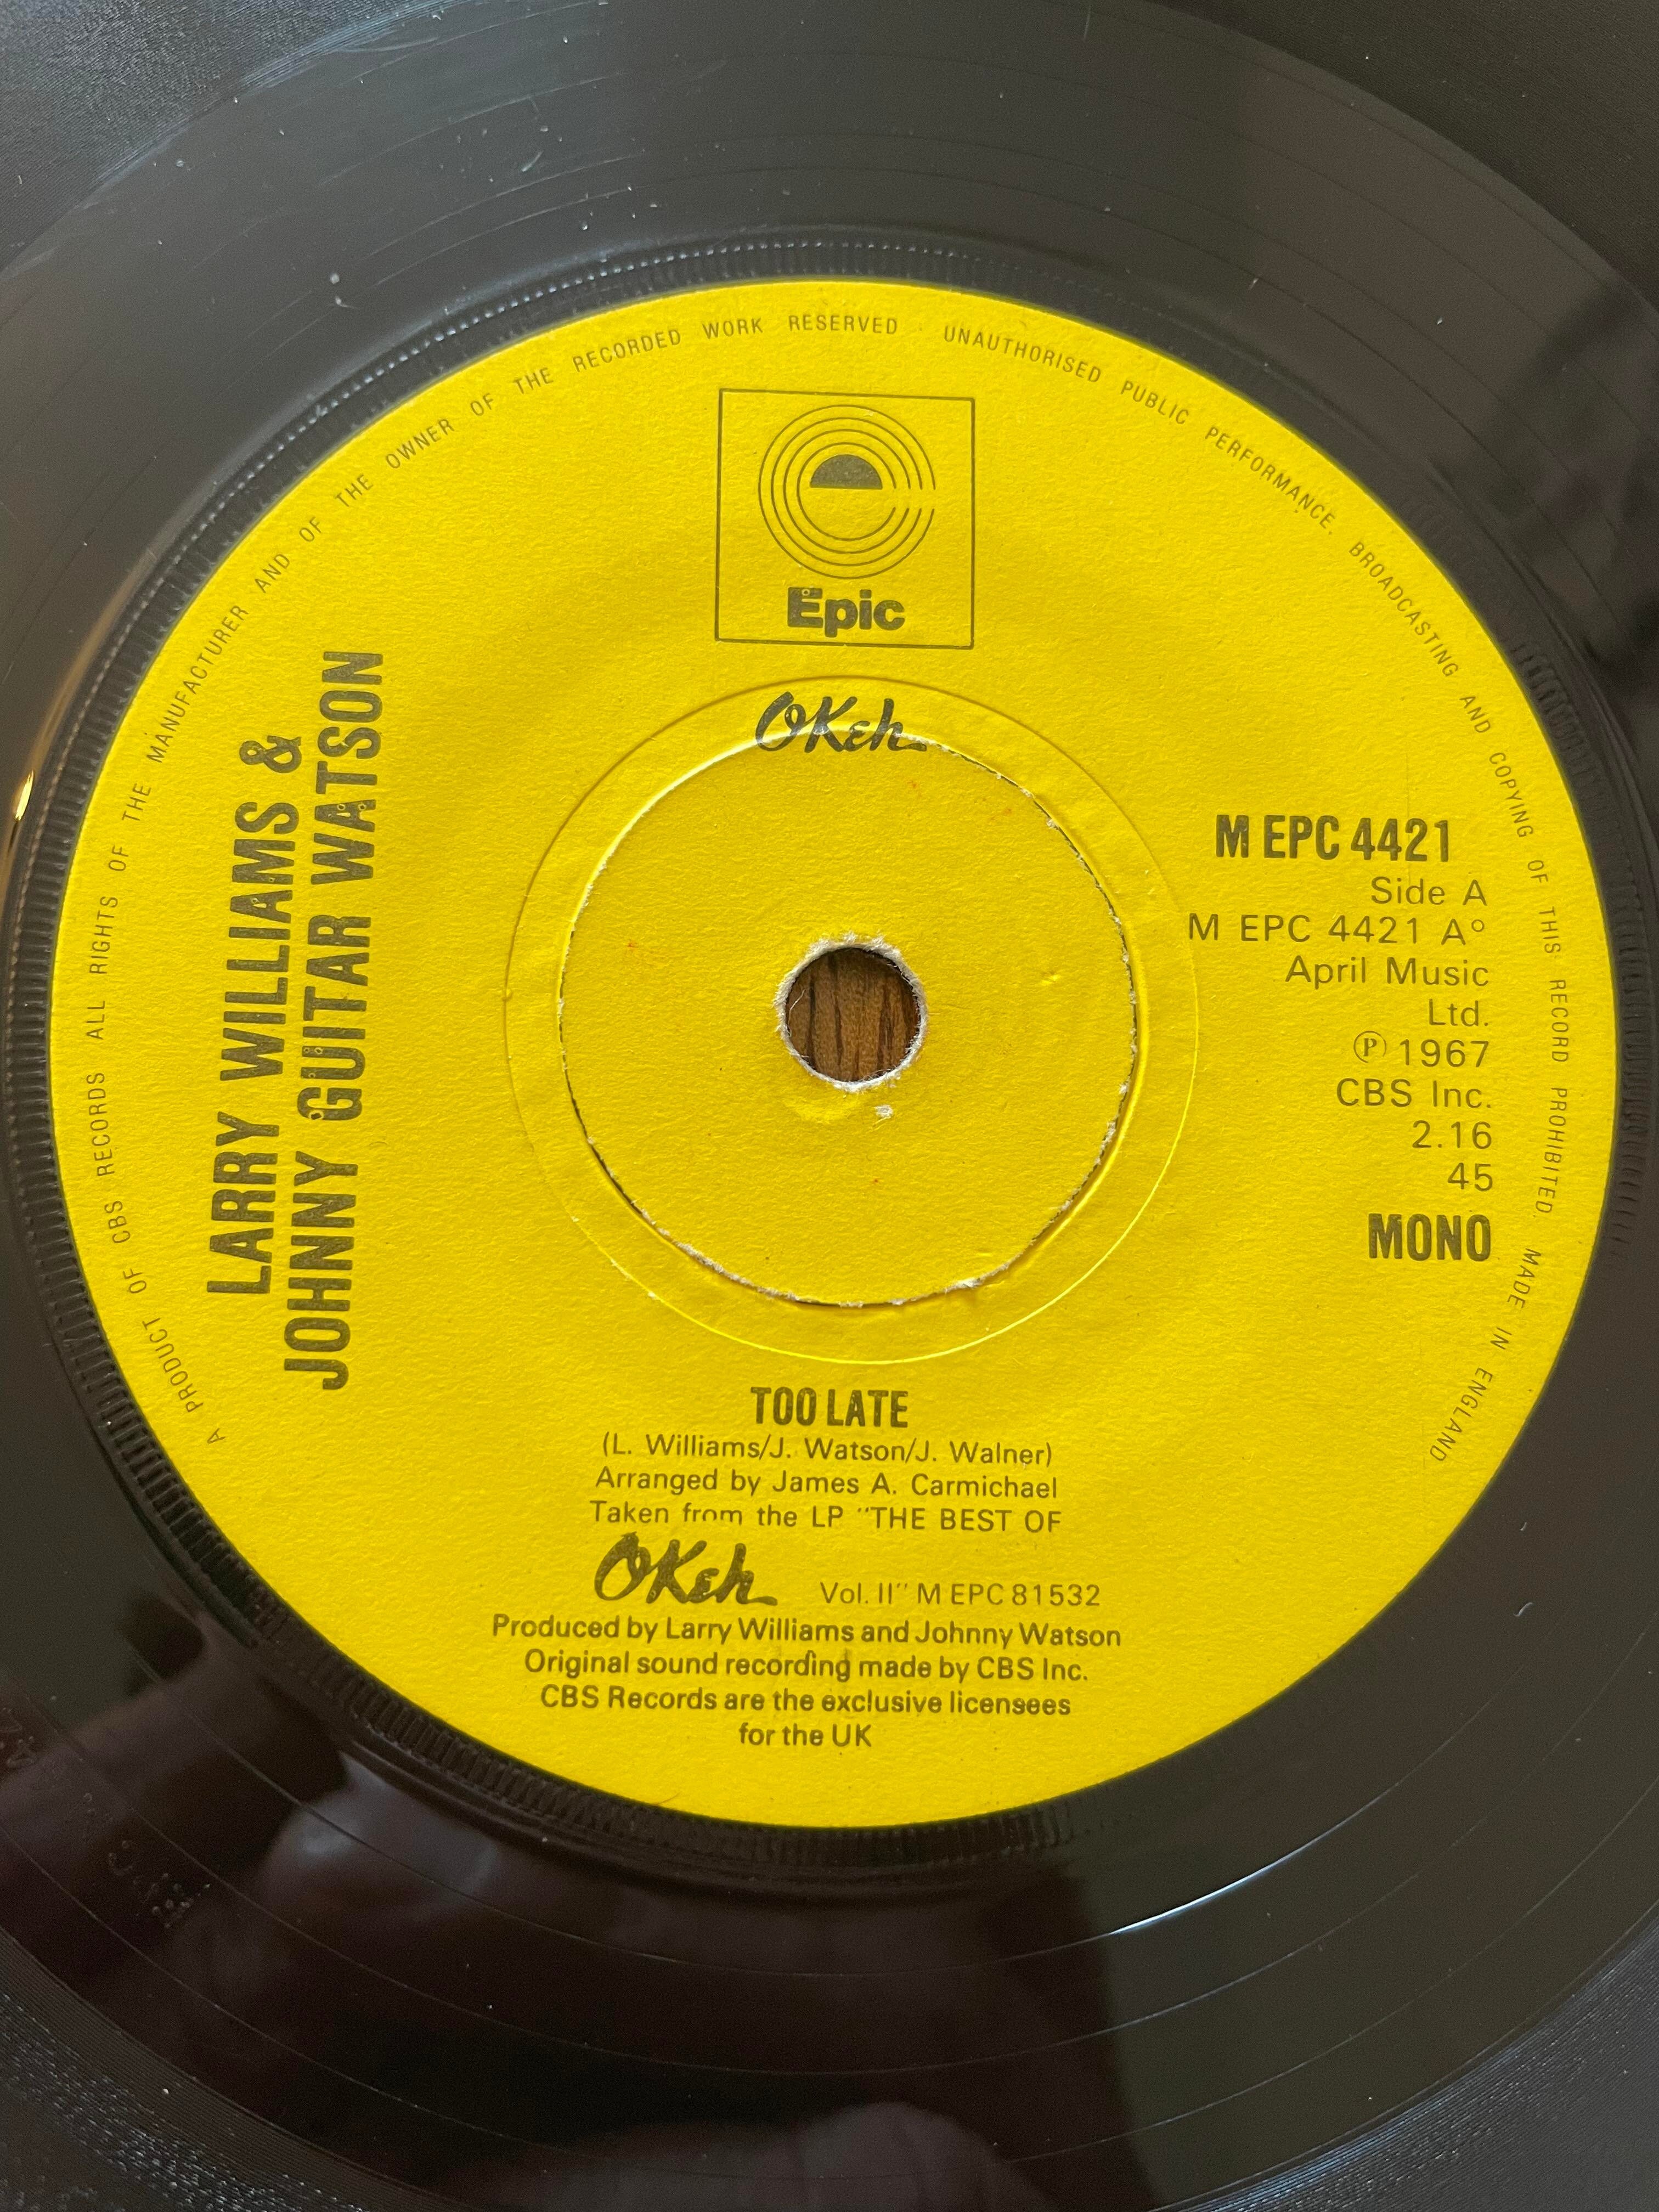 A PRODUCT OF CBS RECORDS ALL RIGHTS OF THE MANUFACTURER AND OF THE OWNER OF THE RECORDED WORK RESERVED UNAUTHORISED PUBLIC PERFORMANCE. BROADCASTING AND COPYING OF THIS RECORD PROHIBITED. MADE IN ENGLAND
Epic
OKeh
LARRY WILLIAMS &
JOHNNY GUITAR WATSON
M EPC 4421
Side A
M EPC 4421 A°
April Music
Ltd.
℗ 1967
CBS Inc.
2.16
45
MONO
TOO LATE
(L. Williams/J. Watson/J. Walner)
Arranged by James A. Carmichael
Taken from the LP "THE BEST OF
OKeh Vol. II" M EPC 81532
Produced by Larry Williams and Johnny Watson
Original sound recording made by CBS Inc.
CBS Records are the exclusive licensees
for the UK